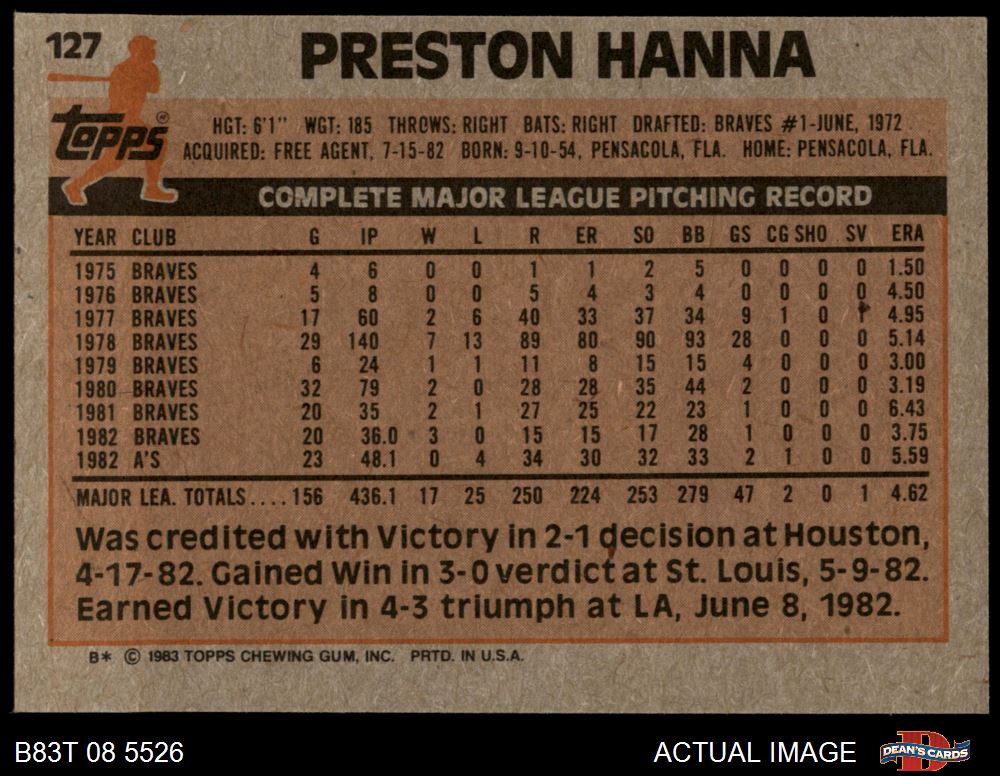 127 PRESTON HANNA
Topps®
HGT: 6'1" WGT: 185 THROWS: RIGHT BATS: RIGHT DRAFTED: BRAVES #1-JUNE, 1972
ACQUIRED: FREE AGENT, 7-15-82 BORN: 9-10-54, PENSACOLA, FLA. HOME: PENSACOLA, FLA.
COMPLETE MAJOR LEAGUE PITCHING RECORD
YEAR CLUB G IP W L R ER SO BB GS CG SHO SV ERA
1975 BRAVES 4 6 0 0 1 1 2 5 0 0 0 0 1.50
1976 BRAVES 5 8 0 0 5 4 3 4 0 0 0 0 4.50
1977 BRAVES 17 60 2 6 40 33 37 34 9 1 0 1 4.95
1978 BRAVES 29 140 7 13 89 80 90 93 28 0 0 0 5.14
1979 BRAVES 6 24 1 1 11 8 15 15 4 0 0 0 3.00
1980 BRAVES 32 79 2 0 28 28 35 44 2 0 0 0 3.19
1981 BRAVES 20 35 2 1 27 25 22 23 1 0 0 0 6.43
1982 BRAVES 20 36.0 3 0 15 15 17 28 1 0 0 0 3.75
1982 A'S 23 48.1 0 4 34 30 32 33 2 1 0 0 5.59
MAJOR LEA. TOTALS.... 156 436.1 17 25 250 224 253 279 47 2 0 1 4.62
Was credited with Victory in 2-1 decision at Houston,
4-17-82. Gained Win in 3-0 verdict at St. Louis, 5-9-82.
Earned Victory in 4-3 triumph at LA, June 8, 1982.
B* © 1983 TOPPS CHEWING GUM, INC. PRTD. IN U.S.A.
B83T 08 5526 ACTUAL IMAGE DEAN'S CARDS